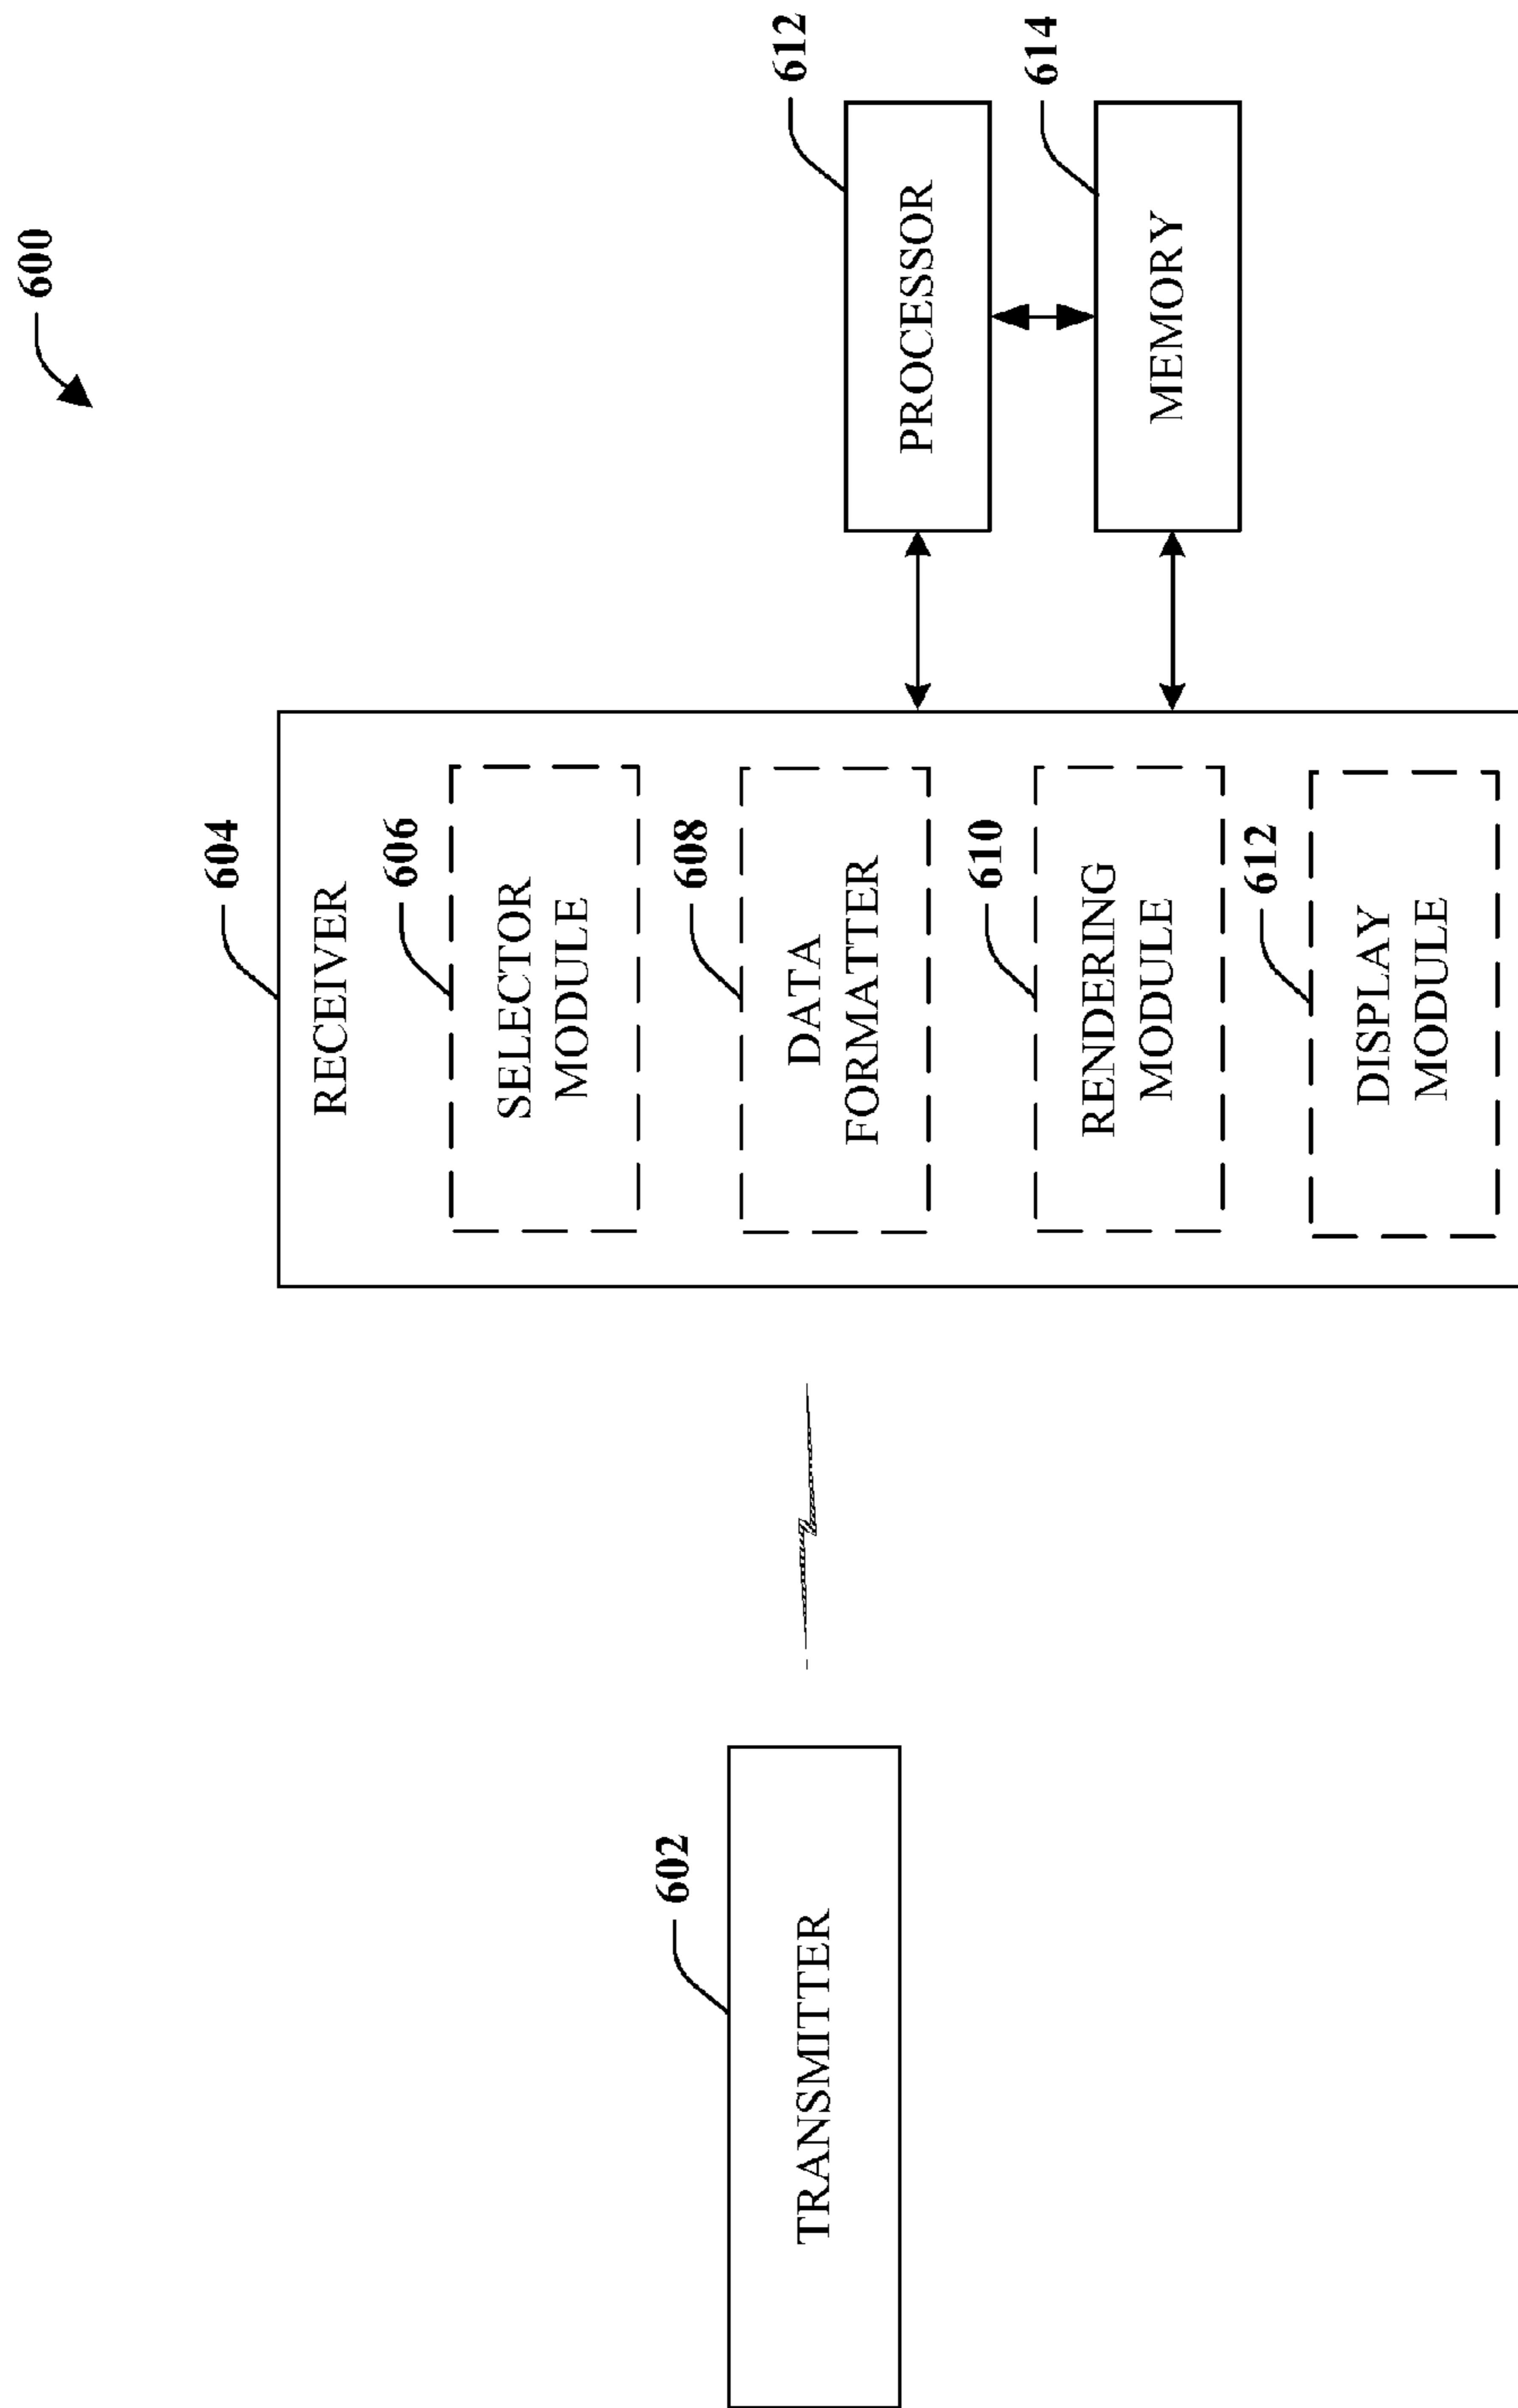 600
604
RECEIVER
606
SELECTOR
MODULE
608
DATA
FORMATTER
610
RENDERING
MODULE
612
DISPLAY
MODULE
602
TRANSMITTER
612
PROCESSOR
614
MEMORY